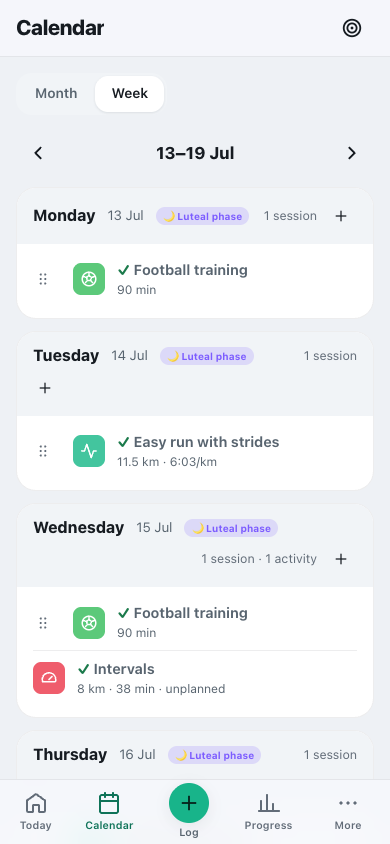 Calendar
Month Week
13–19 Jul
Monday 13 Jul 🌙 Luteal phase 1 session
✓ Football training
90 min
Tuesday 14 Jul 🌙 Luteal phase 1 session
✓ Easy run with strides
11.5 km · 6:03/km
Wednesday 15 Jul 🌙 Luteal phase
1 session · 1 activity
✓ Football training
90 min
✓ Intervals
8 km · 38 min · unplanned
Thursday 16 Jul 🌙 Luteal phase 1 session
Today Calendar Log Progress More